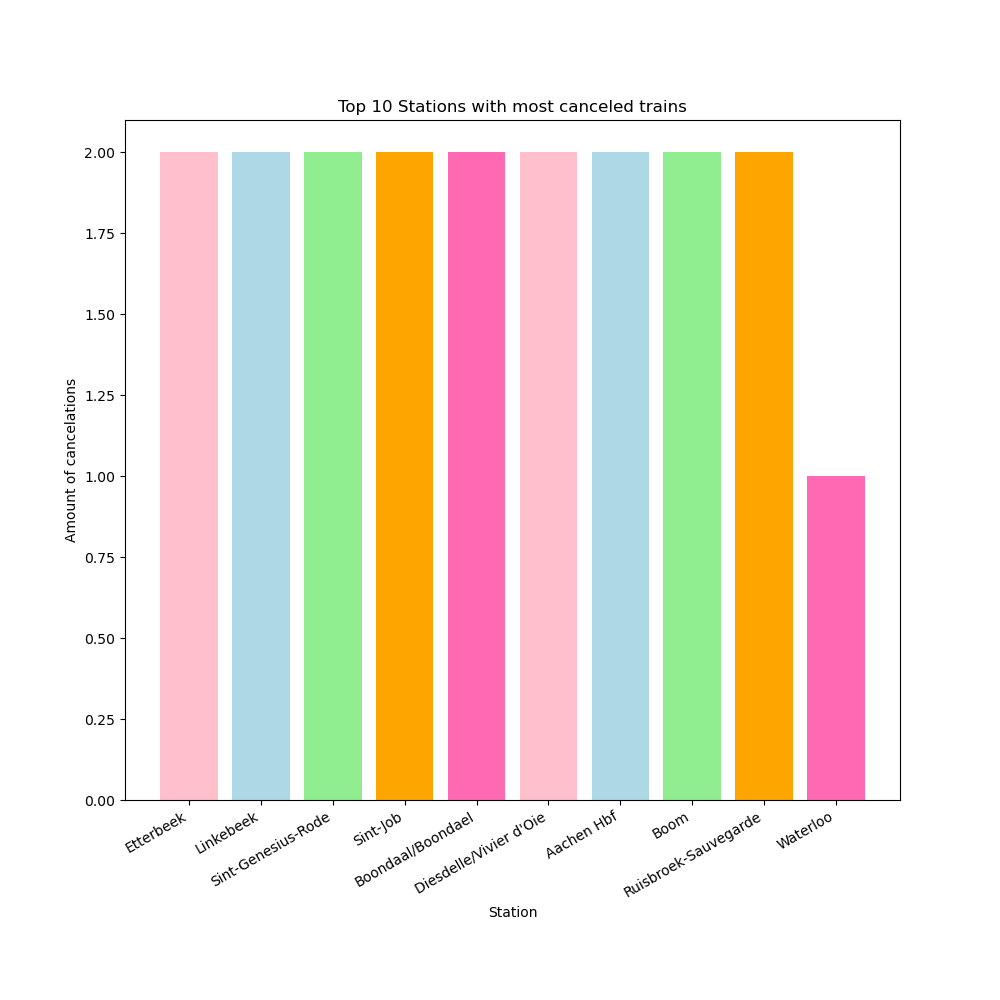 Top 10 Stations with most canceled trains
Amount of cancelations
2.00
1.75
1.50
1.25
1.00
0.75
0.50
0.25
0.00
Etterbeek
Linkebeek
Sint-Genesius-Rode
Sint-Job
Boondaal/Boondael
Diesdelle/Vivier d'Oie
Aachen Hbf
Boom
Ruisbroek-Sauvegarde
Waterloo
Station